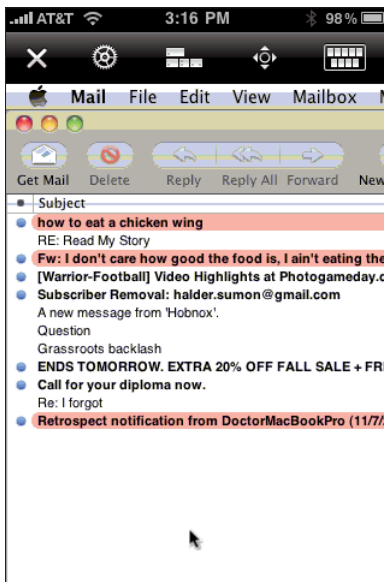 AT&T 3:16 PM 98%
Mail File Edit View Mailbox
Get Mail Delete Reply Reply All Forward New
Subject
how to eat a chicken wing
RE: Read My Story
Fw: I don't care how good the food is, I ain't eating the
[Warrior-Football] Video Highlights at Photogameday.c
Subscriber Removal: halder.sumon@gmail.com
A new message from 'Hobnox'.
Question
Grassroots backlash
ENDS TOMORROW. EXTRA 20% OFF FALL SALE + FRE
Call for your diploma now.
Re: I forgot
Retrospect notification from DoctorMacBookPro (11/7/